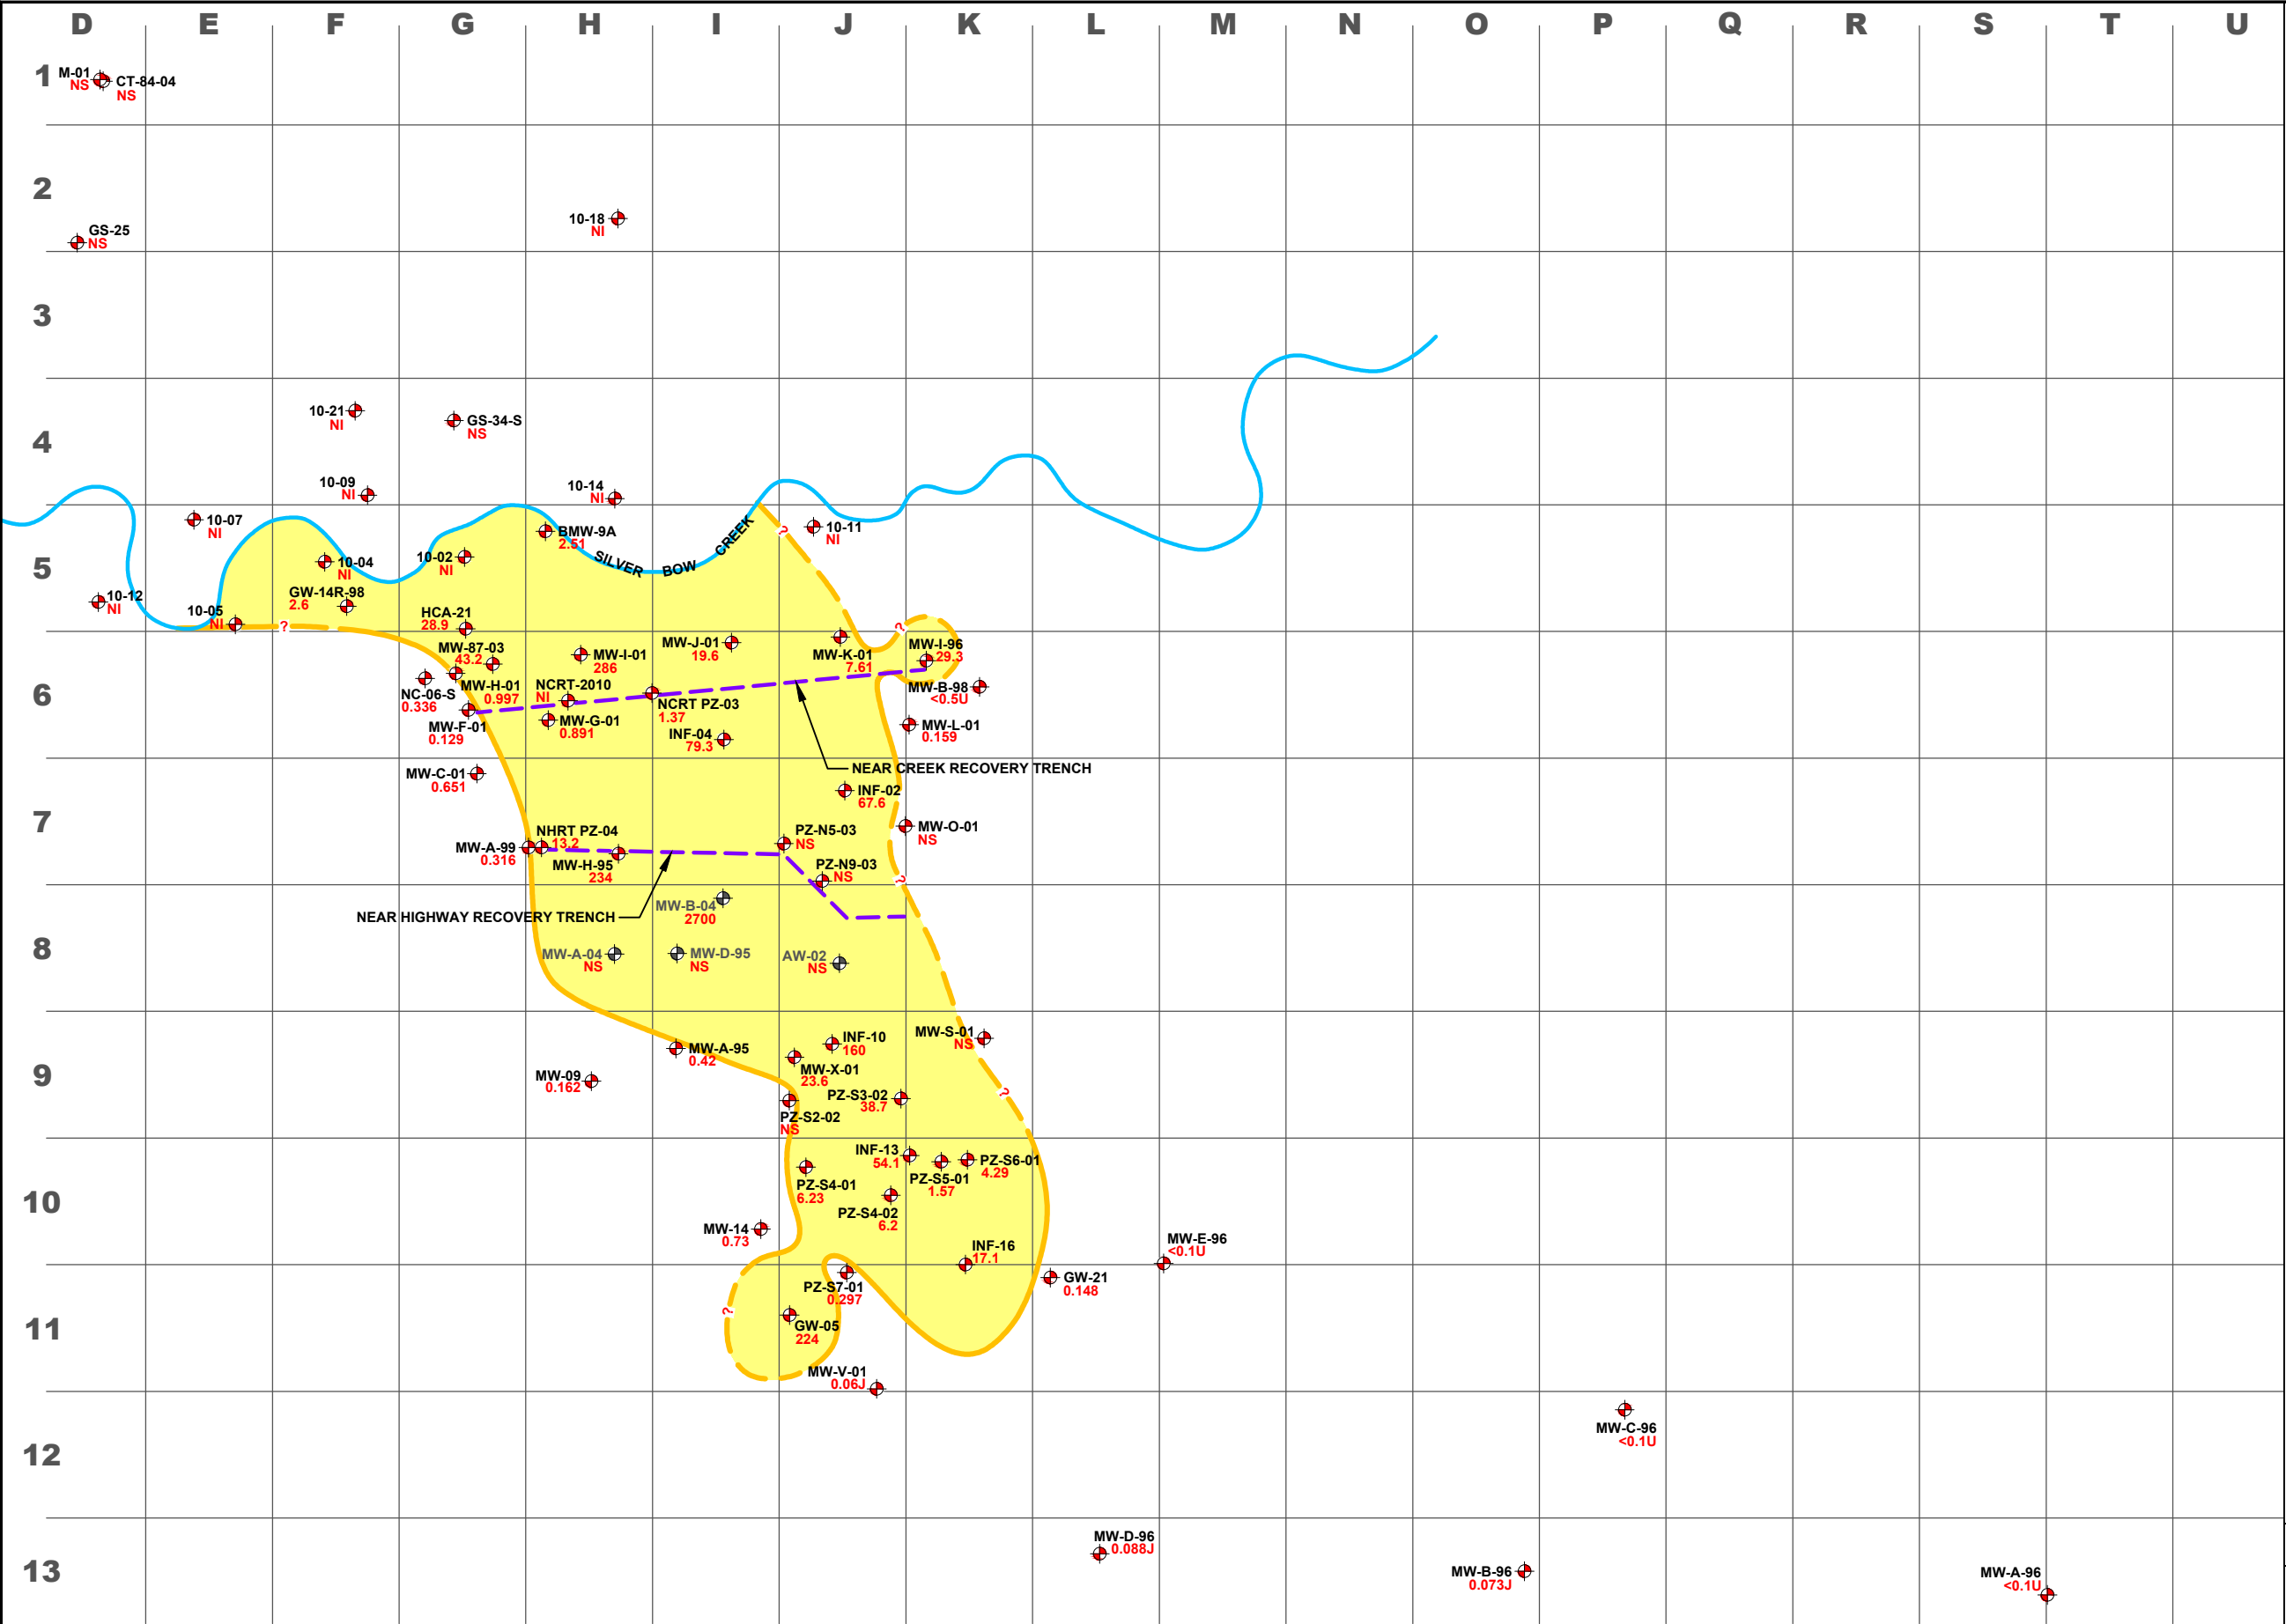 D E F G H I J K L M N O P Q R S T U
1
M-01
NS
CT-84-04
NS
2
10-18
NI
GS-25
NS
3
10-21
NI
GS-34-S
NS
4
10-09
NI
10-14
NI
10-07
NI
BMW-9A
2.51
10-11
NI
SILVER BOW CREEK
?
5
10-02
NI
10-04
NI
GW-14R-98
2.6
10-12
NI
10-05
NI
?
HCA-21
28.9
?
MW-87-03
43.2
MW-I-01
286
MW-J-01
19.6
MW-K-01
7.61
MW-I-96
29.3
6
NC-06-S
0.336
MW-H-01
0.997
NCRT-2010
NI
MW-B-98
<0.5U
MW-F-01
0.129
MW-G-01
0.891
NCRT PZ-03
1.37
MW-L-01
0.159
INF-04
79.3
NEAR CREEK RECOVERY TRENCH
MW-C-01
0.651
INF-02
67.6
7
MW-O-01
NS
NHRT PZ-04
13.2
PZ-N5-03
NS
MW-A-99
0.316
MW-H-95
234
PZ-N9-03
NS
?
NEAR HIGHWAY RECOVERY TRENCH
MW-B-04
2700
8
MW-A-04
NS
MW-D-95
NS
AW-02
NS
MW-S-01
NS
INF-10
160
MW-A-95
0.42
MW-X-01
23.6
9
MW-09
0.162
PZ-S3-02
38.7
?
PZ-S2-02
NS
INF-13
54.1
PZ-S6-01
4.29
PZ-S5-01
1.57
PZ-S4-01
6.23
10
PZ-S4-02
6.2
MW-14
0.73
INF-16
17.1
MW-E-96
<0.1U
GW-21
0.148
PZ-S7-01
0.297
?
11
GW-05
224
MW-V-01
0.06J
MW-C-96
<0.1U
12
MW-D-96
0.088J
13
MW-B-96
0.073J
MW-A-96
<0.1U